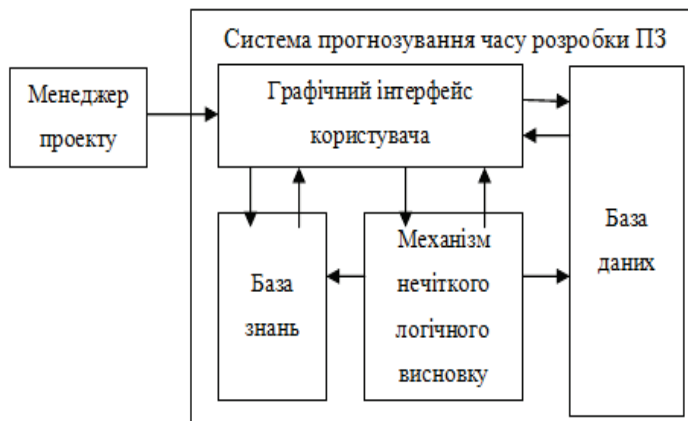 Система прогнозування часу розробки ПЗ
Менеджер
проекту
Графічний інтерфейс
користувача
База
знань
Механізм
нечіткого
логічного
висновку
База
даних